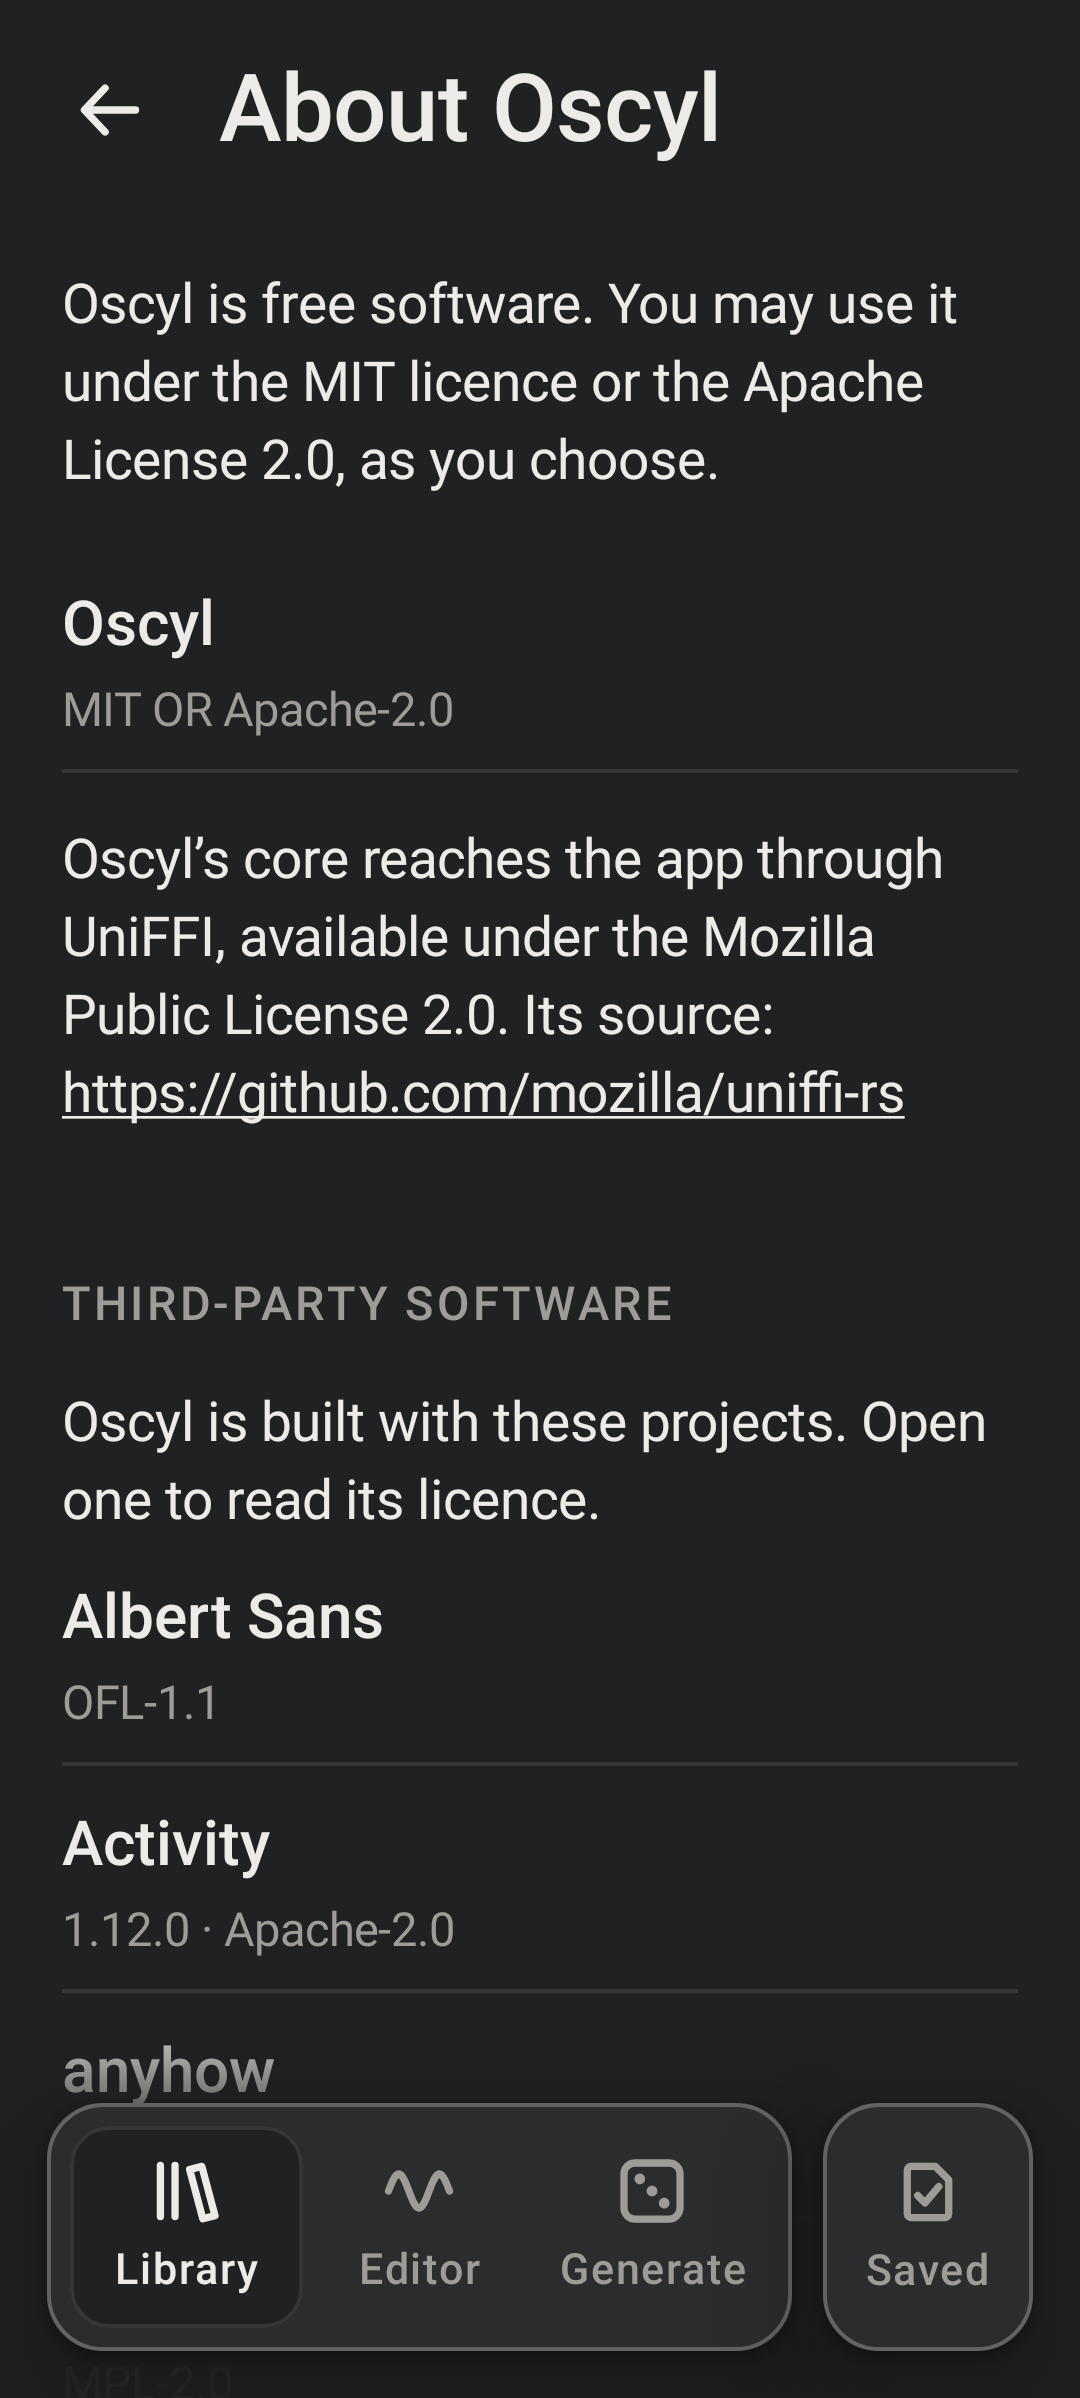 About Oscyl
Oscyl is free software. You may use it
under the MIT licence or the Apache
License 2.0, as you choose.
Oscyl
MIT OR Apache-2.0
Oscyl’s core reaches the app through
UniFFI, available under the Mozilla
Public License 2.0. Its source:
https://github.com/mozilla/uniffi-rs
THIRD-PARTY SOFTWARE
Oscyl is built with these projects. Open
one to read its licence.
Albert Sans
OFL-1.1
Activity
1.12.0 · Apache-2.0
anyhow
Library
Editor
Generate
Saved
MPL-2.0